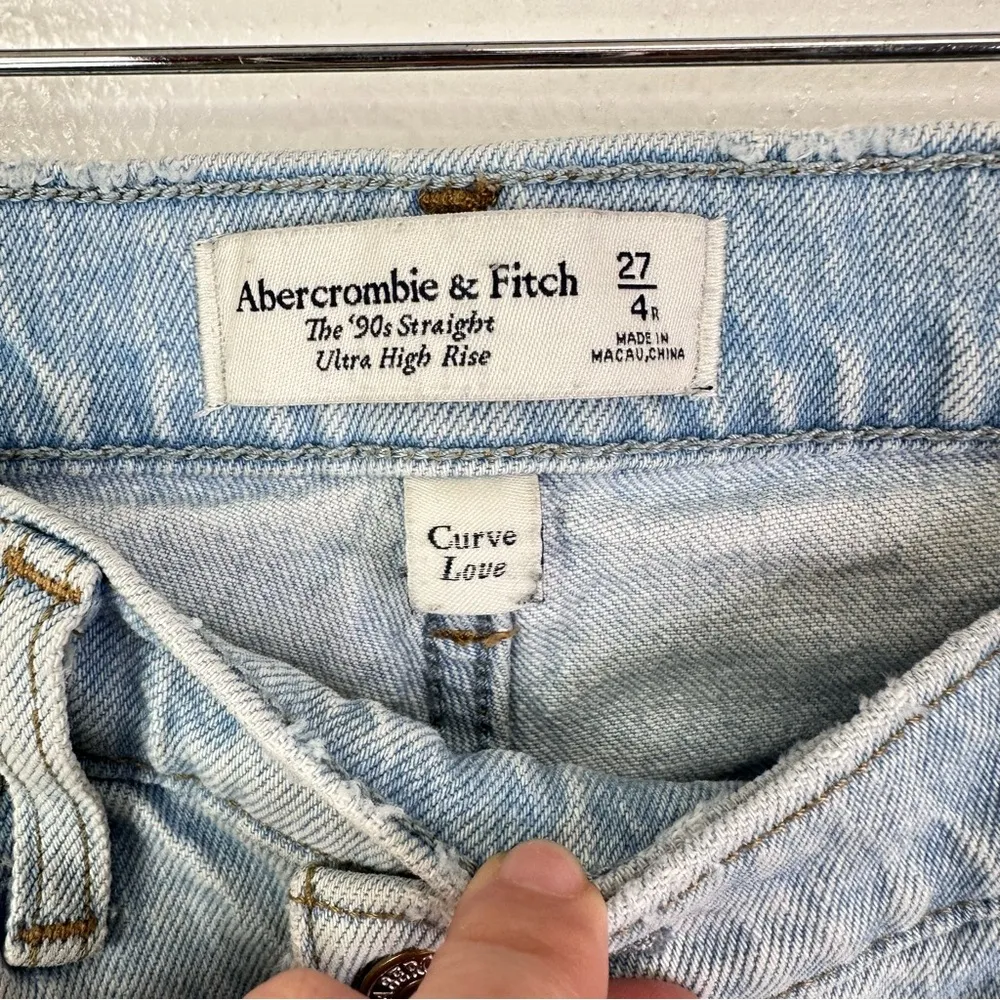 Abercrombie & Fitch
The '90s Straight
Ultra High Rise
27
4R
MADE IN
MACAU,CHINA
Curve
Love